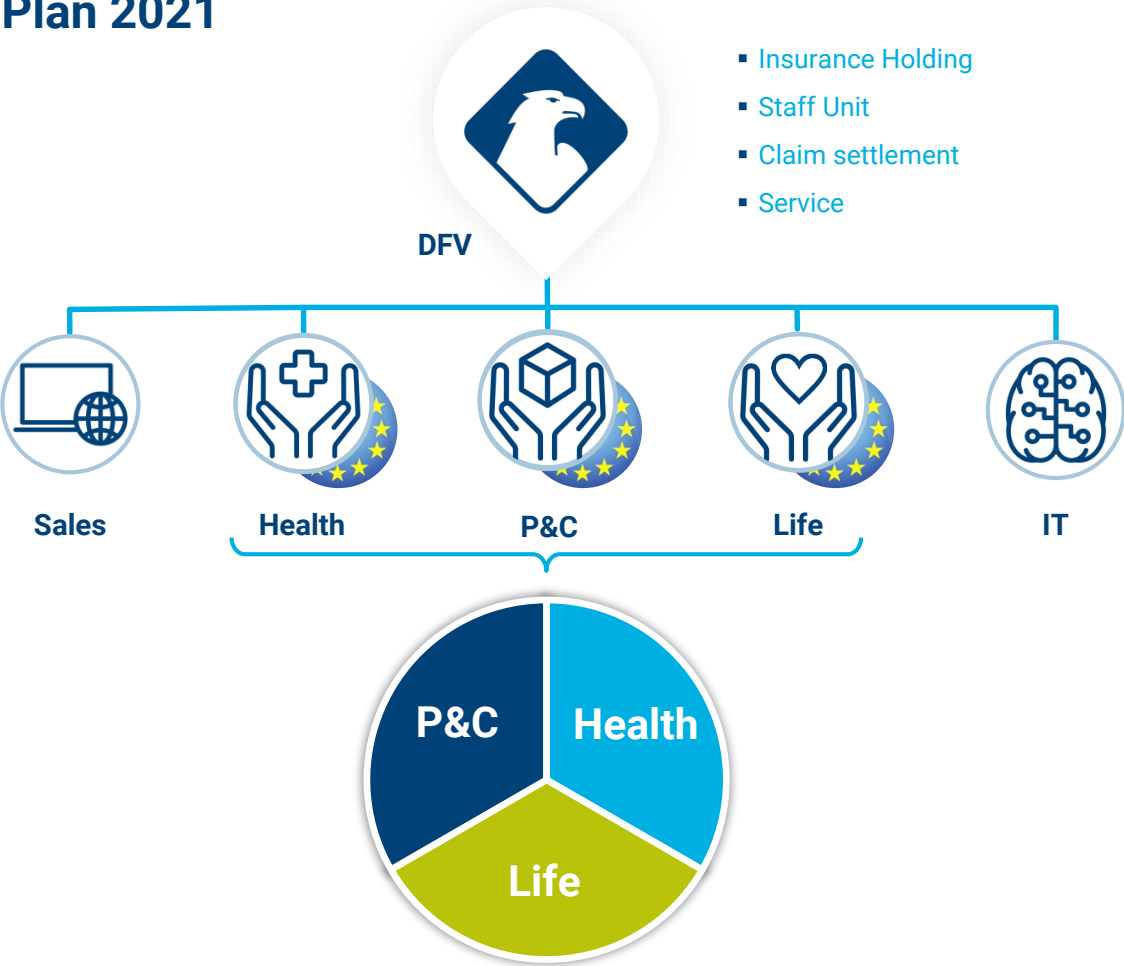 Plan 2021
▪ Insurance Holding
▪ Staff Unit
▪ Claim settlement
▪ Service
DFV
Sales Health P&C Life IT
P&C Health
Life